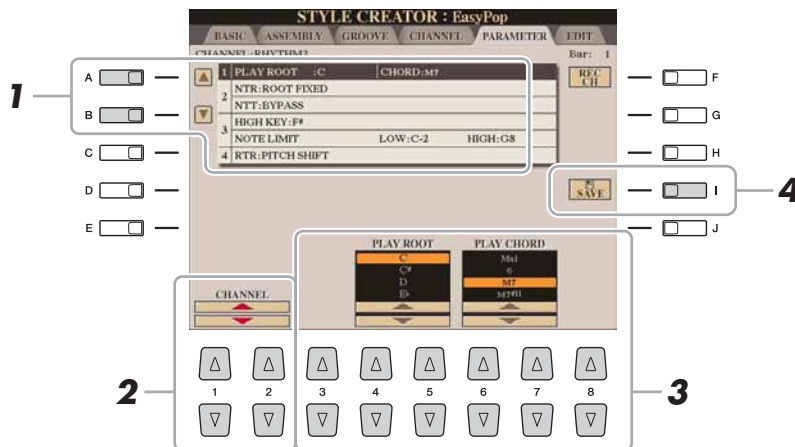 STYLE CREATOR : EasyPop
BASIC ASSEMBLY GROOVE CHANNEL PARAMETER EDIT
CHANNEL :RHYTHM2 Bar: 1
1 PLAY ROOT :C CHORD:M7
2 NTR:ROOT FIXED
NTT:BYPASS
3 HIGH KEY:F#
NOTE LIMIT LOW:C-2 HIGH:G8
4 RTR:PITCH SHIFT
REC
CH
SAVE
A
B
C
D
E
F
G
H
I
J
1
4
PLAY ROOT PLAY CHORD
C Maj
C# 6
D M7
E♭ M7#11
CHANNEL
2
1 2 3 4 5 6 7 8
3